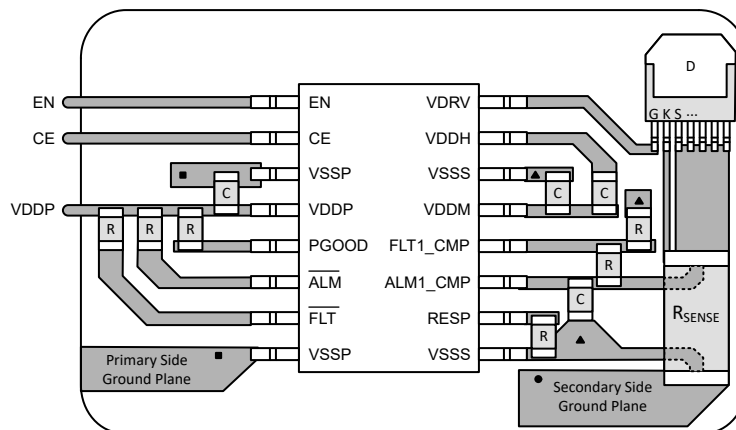 D
G K S ...
EN
EN
VDRV
CE
CE
VDDH
VSSP
VSSS
C
C
C
VDDP
VDDP
VDDM
R
R
R
R
PGOOD
FLT1_CMP
R
ALM
ALM1_CMP
C
FLT
RESP
RSENSE
R
VSSP
VSSS
Primary Side
Ground Plane
Secondary Side
Ground Plane